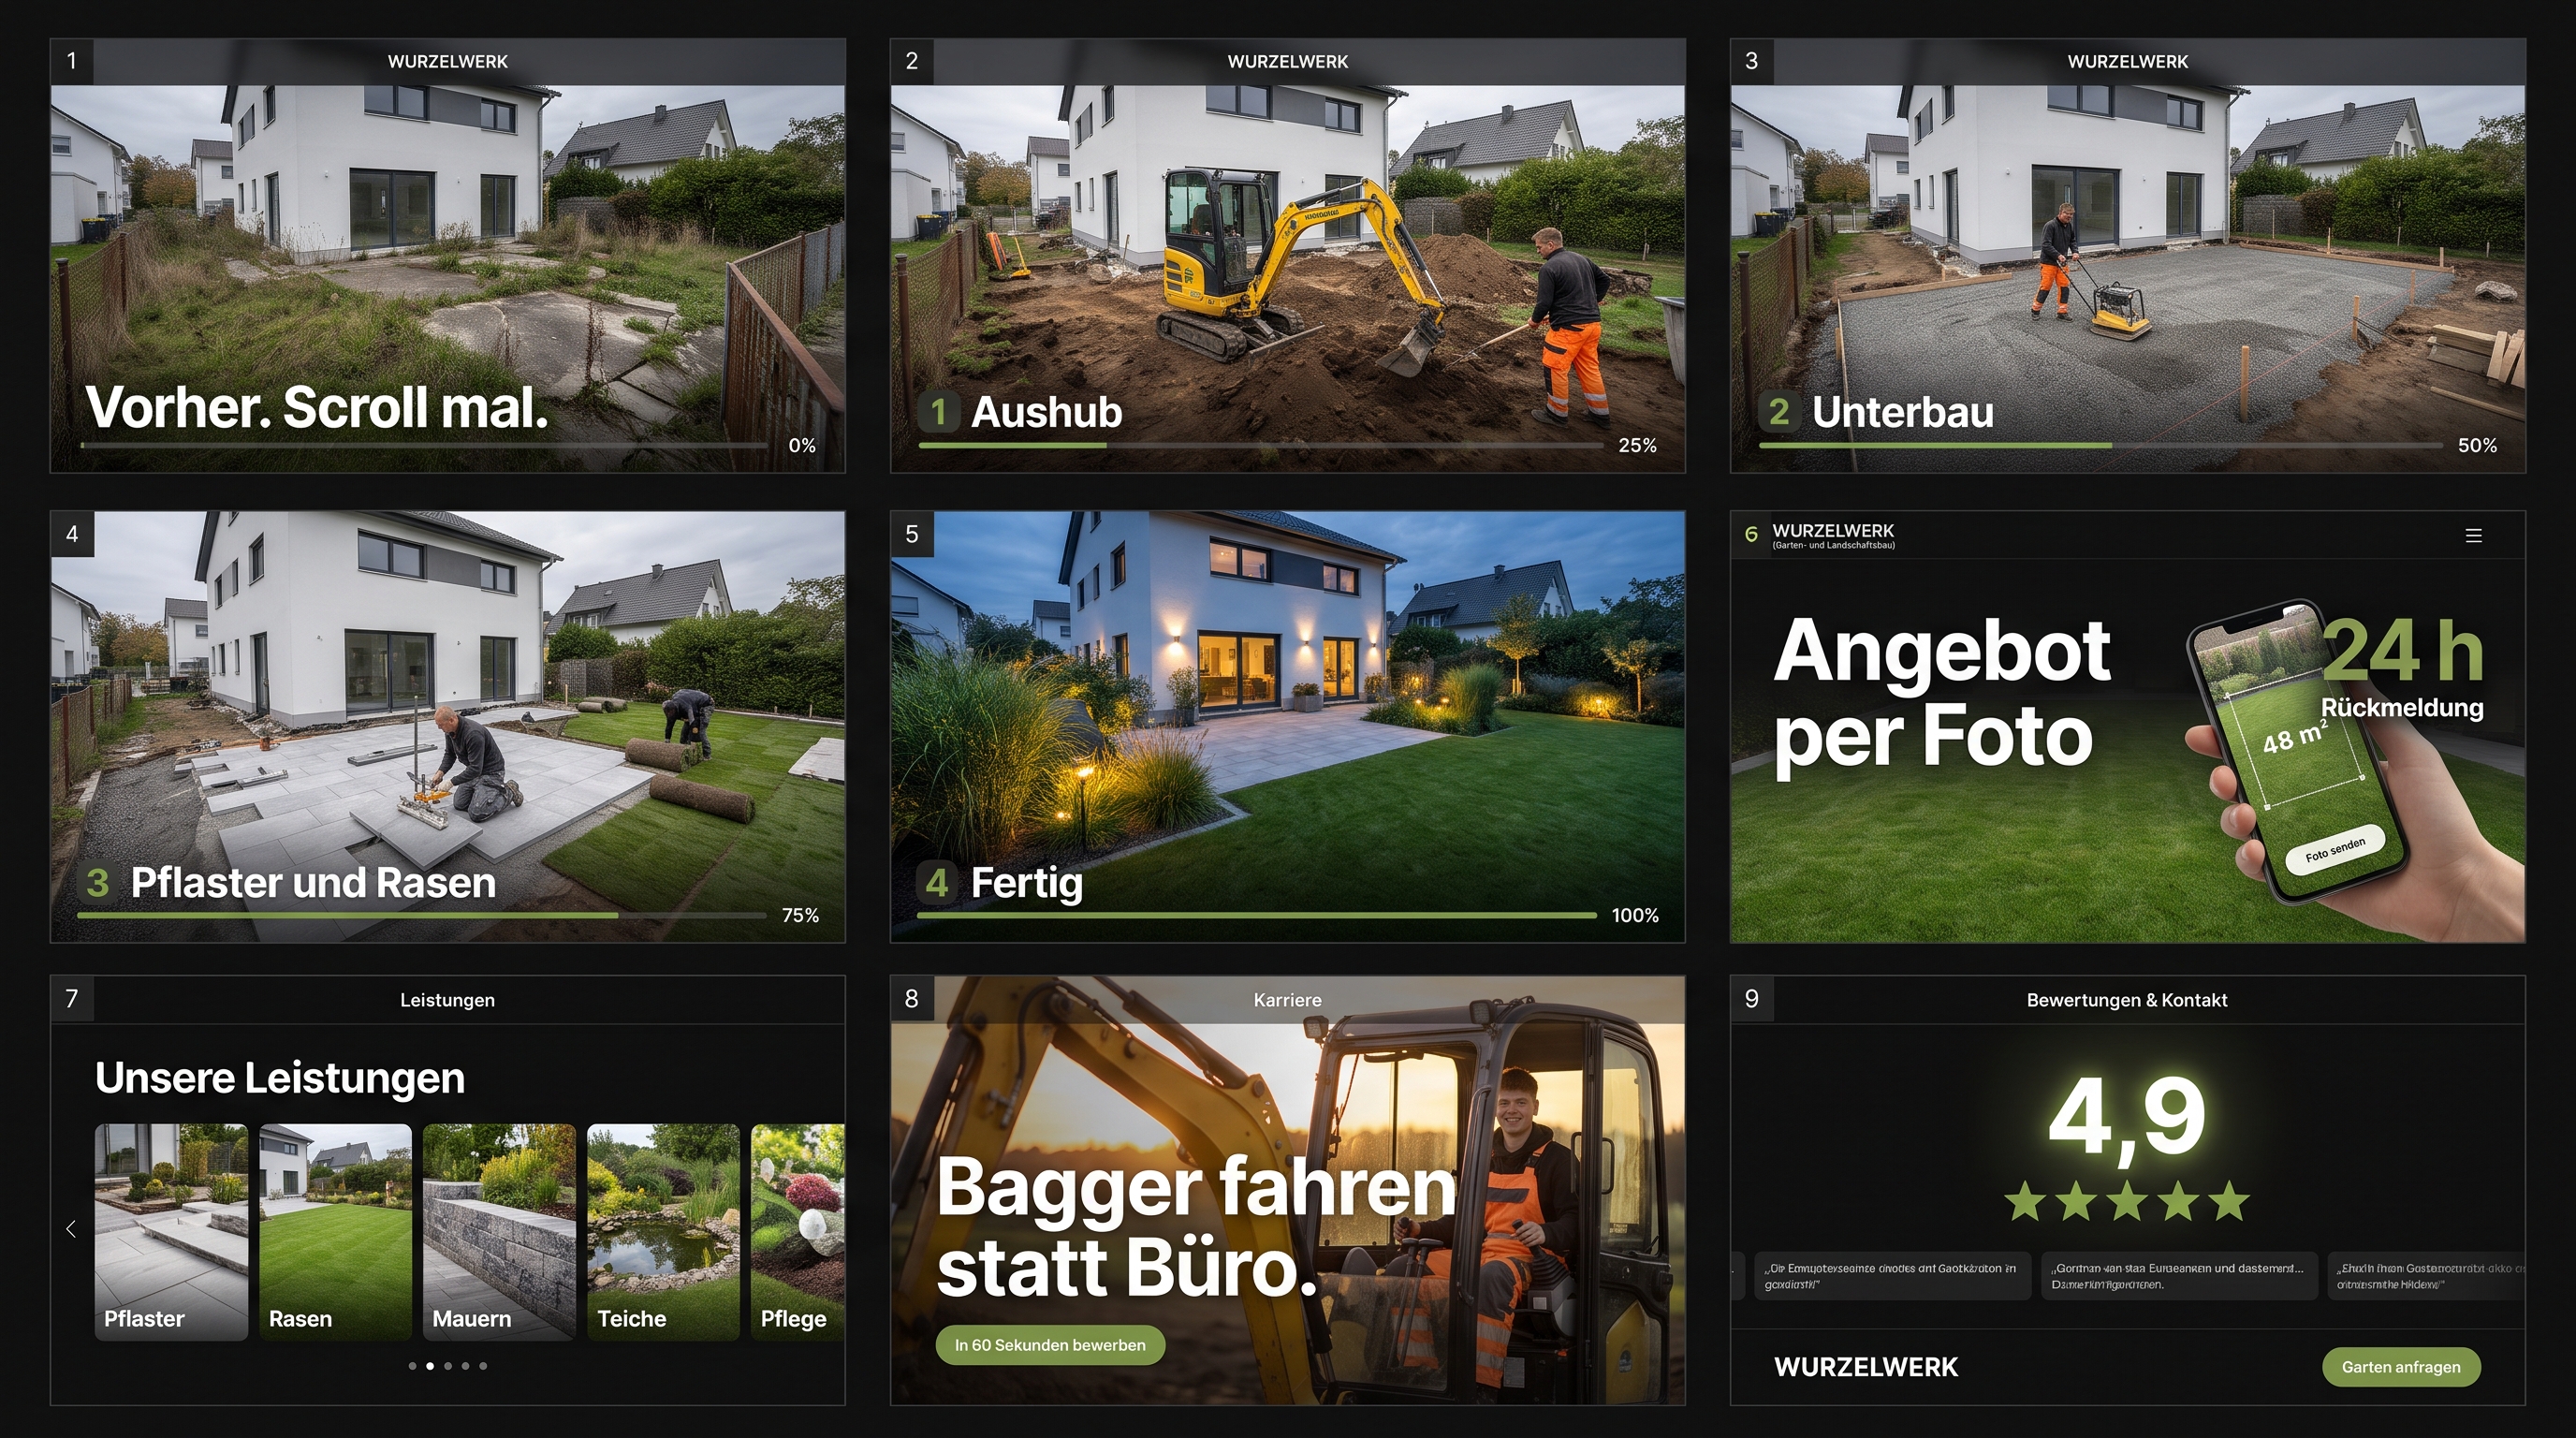 1
WURZELWERK
Vorher. Scroll mal.
0%
2
WURZELWERK
1 Aushub
25%
3
WURZELWERK
2 Unterbau
50%
4
3 Pflaster und Rasen
75%
5
4 Fertig
100%
6 WURZELWERK
(Garten- und Landschaftsbau)
Angebot
per Foto
24 h
Rückmeldung
48 m²
Foto senden
7
Leistungen
Unsere Leistungen
Pflaster
Rasen
Mauern
Teiche
Pflege
8
Karriere
Bagger fahren
statt Büro.
In 60 Sekunden bewerben
9
Bewertungen & Kontakt
4,9
WURZELWERK
Garten anfragen